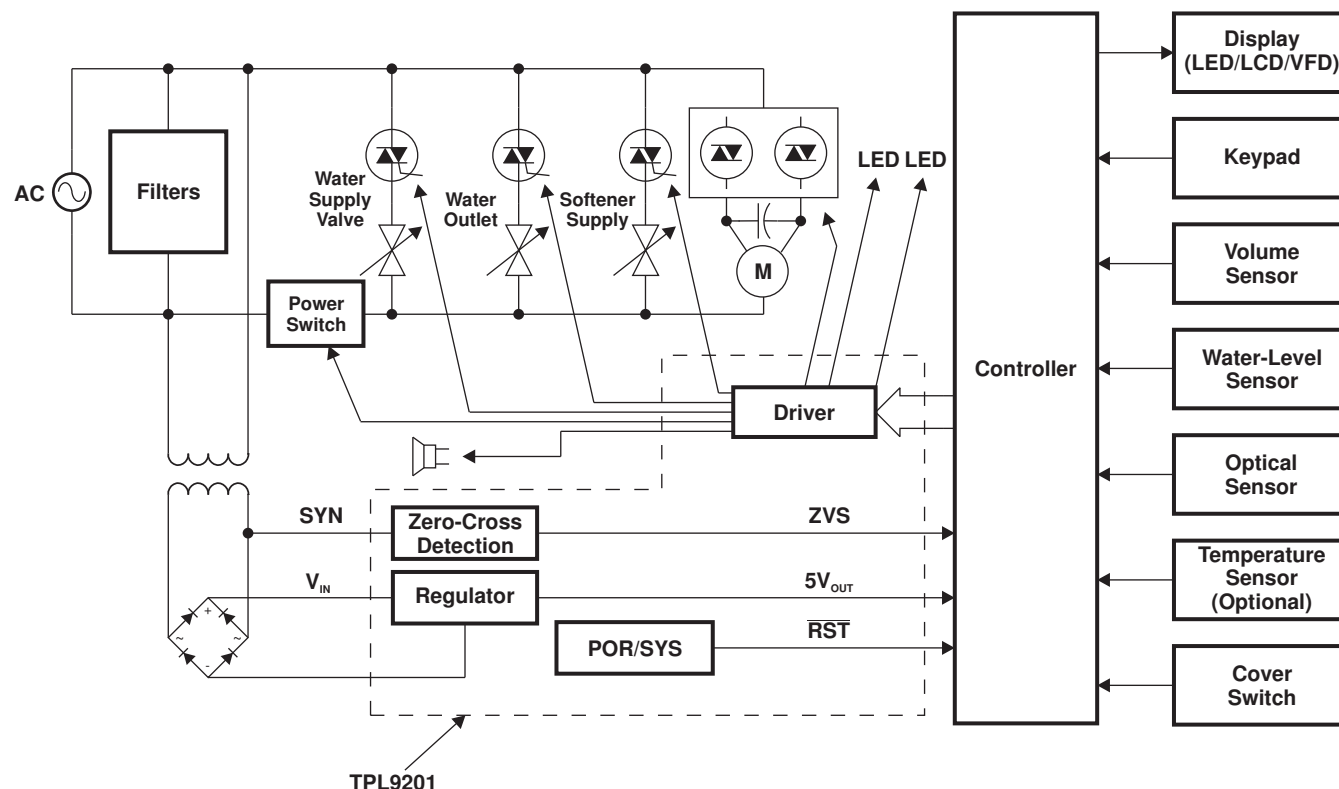 Display
(LED/LCD/VFD)
LED LED
Keypad
AC
Filters
Water
Supply
Valve
Water
Outlet
Softener
Supply
Volume
Sensor
M
Power
Switch
Controller
Water-Level
Sensor
Driver
Optical
Sensor
SYN
Zero-Cross
Detection
ZVS
Temperature
Sensor
(Optional)
V_IN
Regulator
5V_OUT
+
~
~
-
POR/SYS
R̅S̅T̅
Cover
Switch
TPL9201